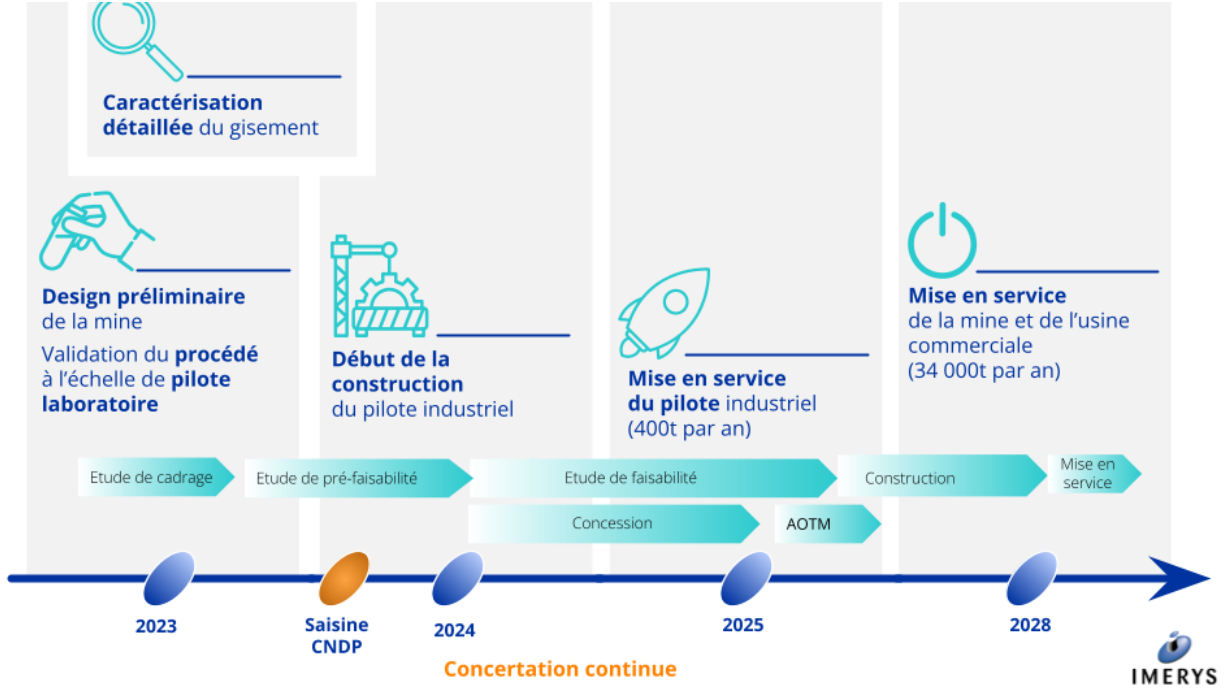 Caractérisation
détaillée du gisement
Design préliminaire
de la mine
Validation du procédé
à l’échelle de pilote
laboratoire
Début de la
construction
du pilote industriel
Mise en service
du pilote industriel
(400t par an)
Mise en service
de la mine et de l’usine
commerciale
(34 000t par an)
Etude de cadrage
Etude de pré-faisabilité
Etude de faisabilité
Construction
Mise en
service
Concession
AOTM
2023
Saisine
CNDP
2024
2025
2028
Concertation continue
IMERYS